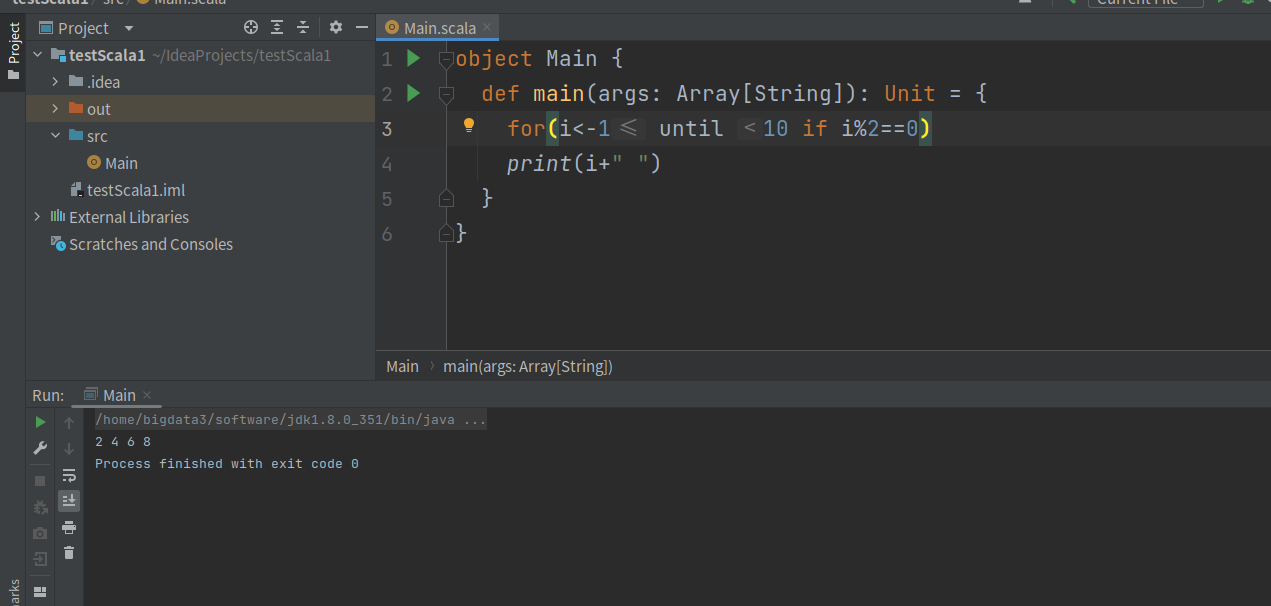 testScala1 src Main.scala
Current File
Project
Project
testScala1 ~/IdeaProjects/testScala1
.idea
out
src
Main
testScala1.iml
External Libraries
Scratches and Consoles
Main.scala
1 object Main {
2 def main(args: Array[String]): Unit = {
3 for(i<-1 ≤ until < 10 if i%2==0)
4 print(i+" ")
5 }
6 }
Main › main(args: Array[String])
Run: Main
/home/bigdata3/software/jdk1.8.0_351/bin/java ...
2 4 6 8
Process finished with exit code 0